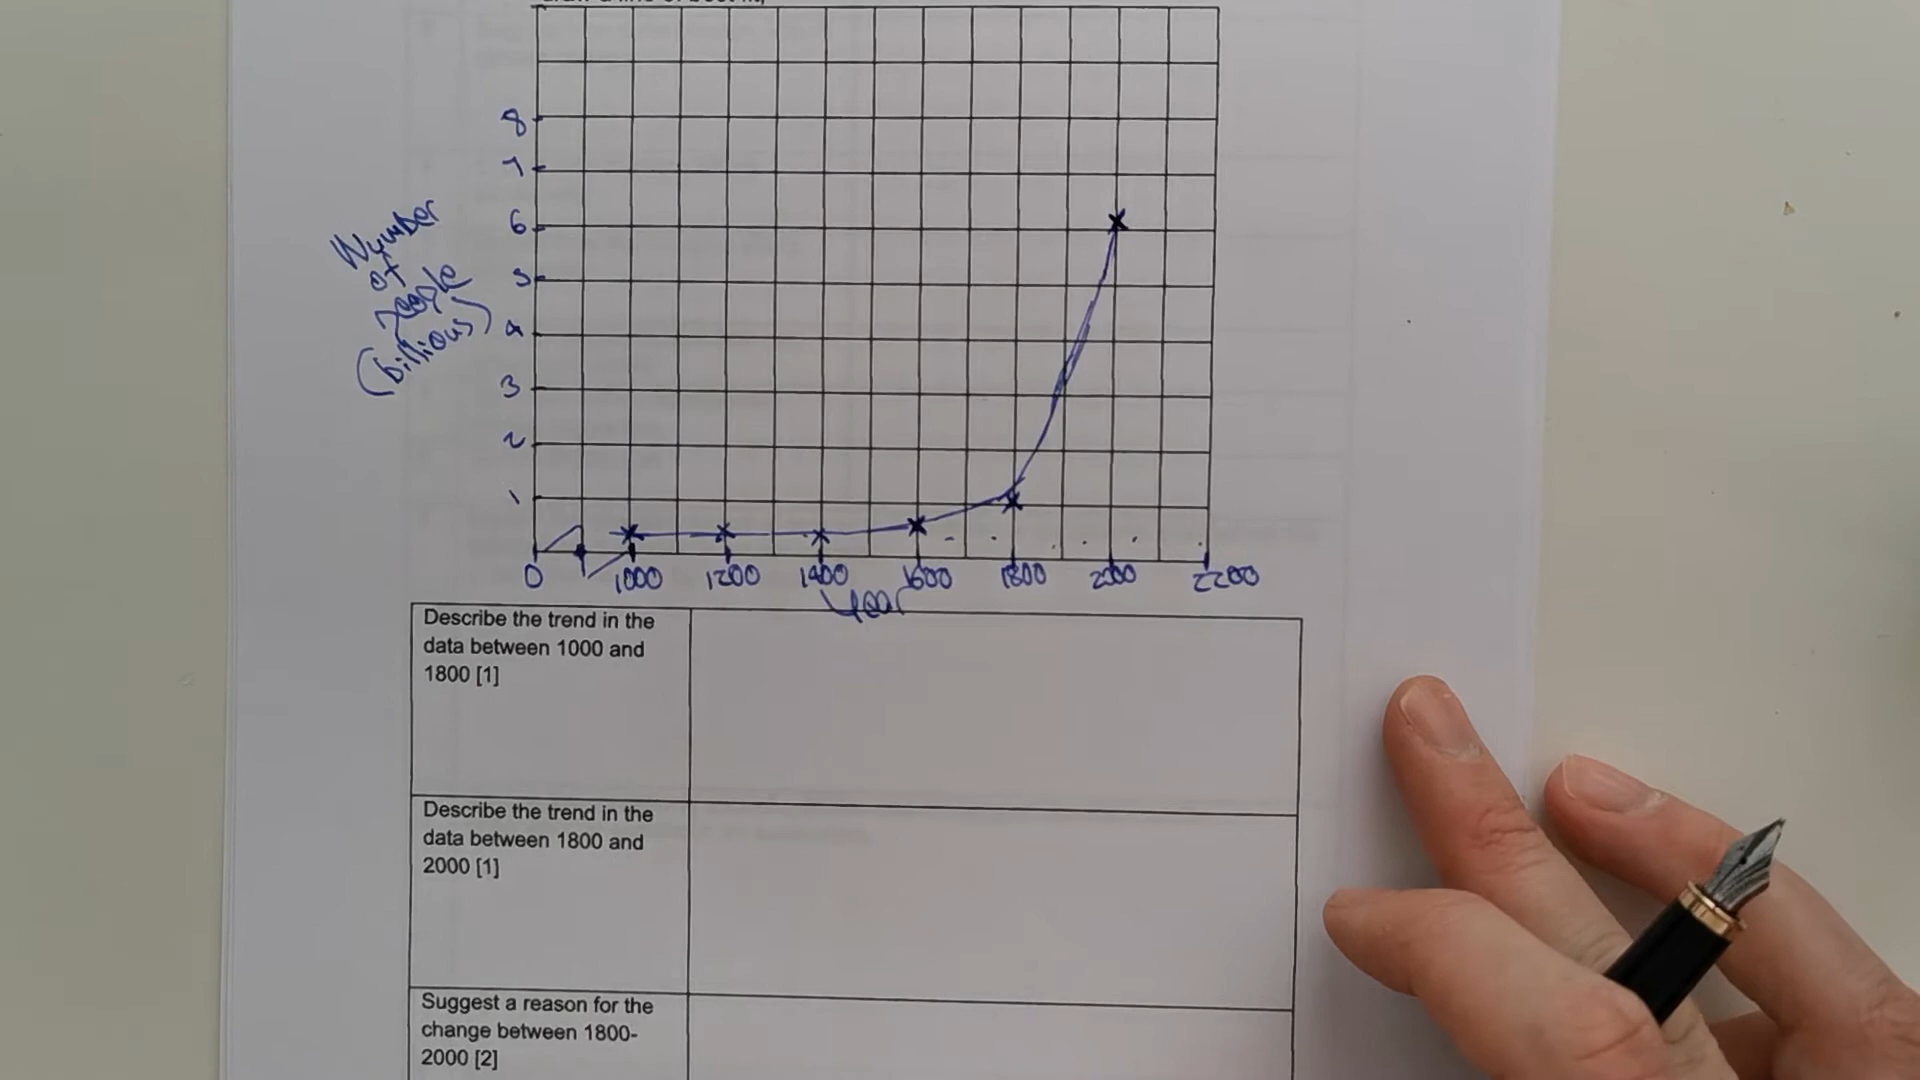 8
7
6
5
4
3
2
1
Number
of
people
(billions)
0 1000 1200 1400 1600 1800 2000 2200
Year
Describe the trend in the
data between 1000 and
1800 [1]
Describe the trend in the
data between 1800 and
2000 [1]
Suggest a reason for the
change between 1800-
2000 [2]